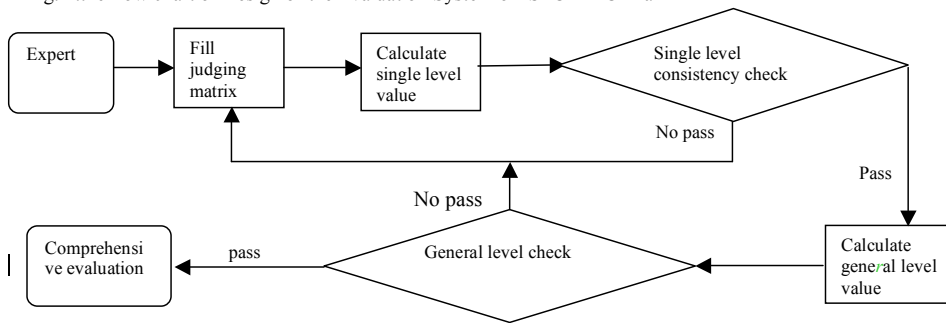 Expert
Fill
judging
matrix
Calculate
single level
value
Single level
consistency check
No pass
Pass
No pass
General level check
pass
Comprehensi
ve evaluation
Calculate
general level
value